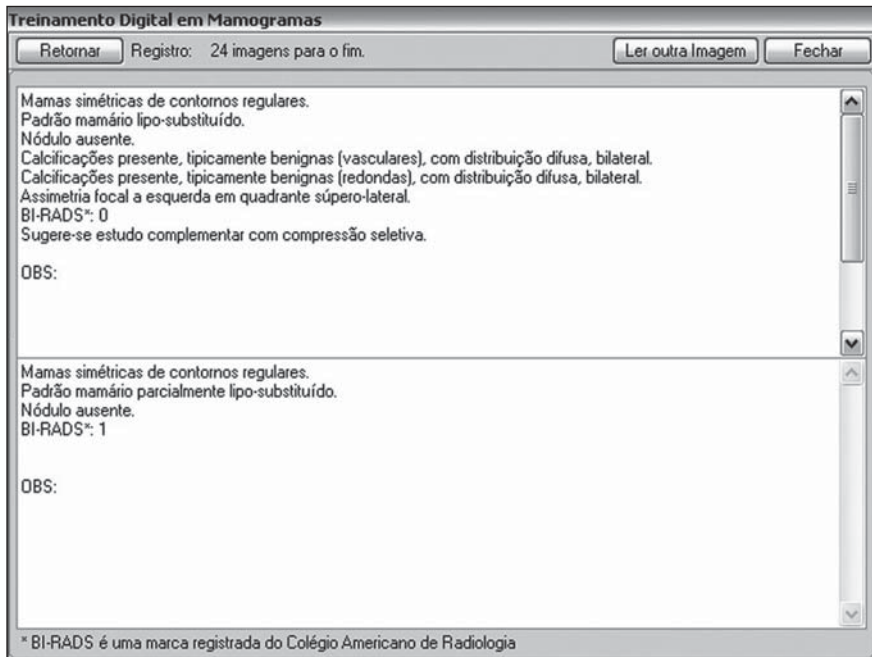 Treinamento Digital em Mamogramas
Retornar Registro: 24 imagens para o fim. Ler outra Imagem Fechar
Mamas simétricas de contornos regulares.
Padrão mamário lipo-substituído.
Nódulo ausente.
Calcificações presente, tipicamente benignas (vasculares), com distribuição difusa, bilateral.
Calcificações presente, tipicamente benignas (redondas), com distribuição difusa, bilateral.
Assimetria focal a esquerda em quadrante súpero-lateral.
BI-RADS*: 0
Sugere-se estudo complementar com compressão seletiva.
OBS:
Mamas simétricas de contornos regulares.
Padrão mamário parcialmente lipo-substituído.
Nódulo ausente.
BI-RADS*: 1
OBS:
* BI-RADS é uma marca registrada do Colégio Americano de Radiologia